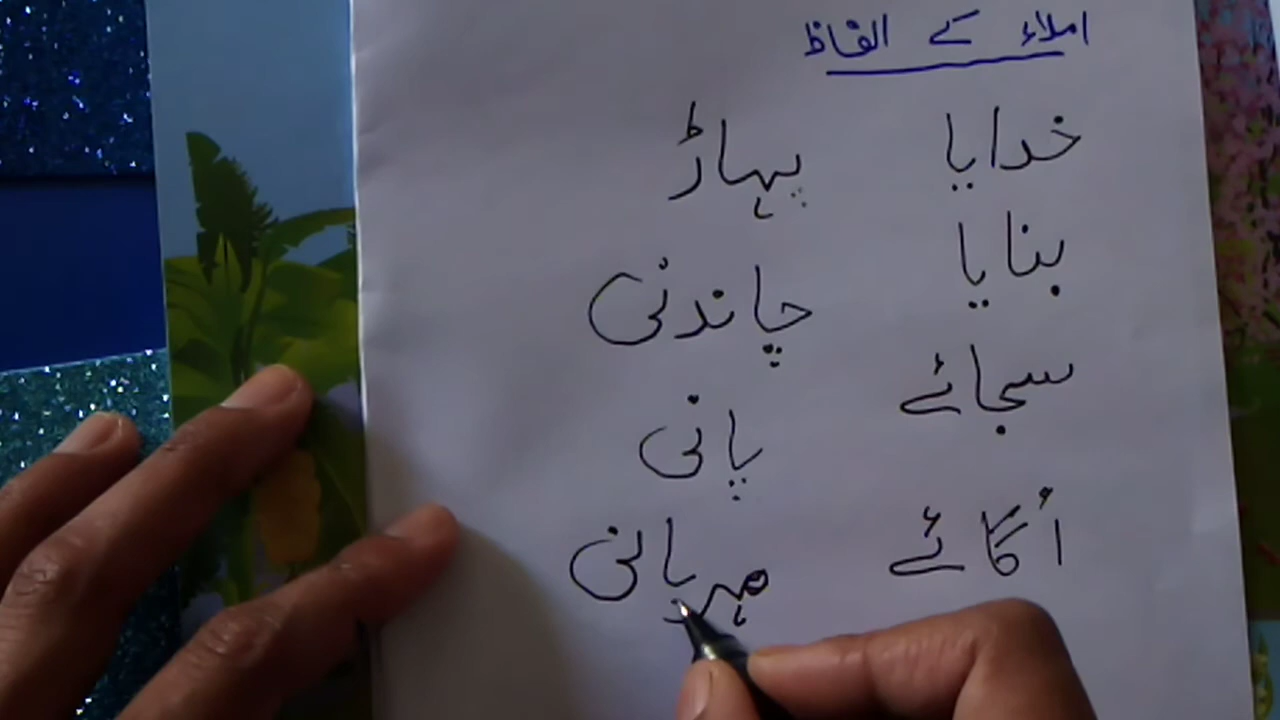 املاء کے الفاظ
خدایا پہاڑ
بنایا چاندنی
سجائے پانی
اُگائے مہربانی